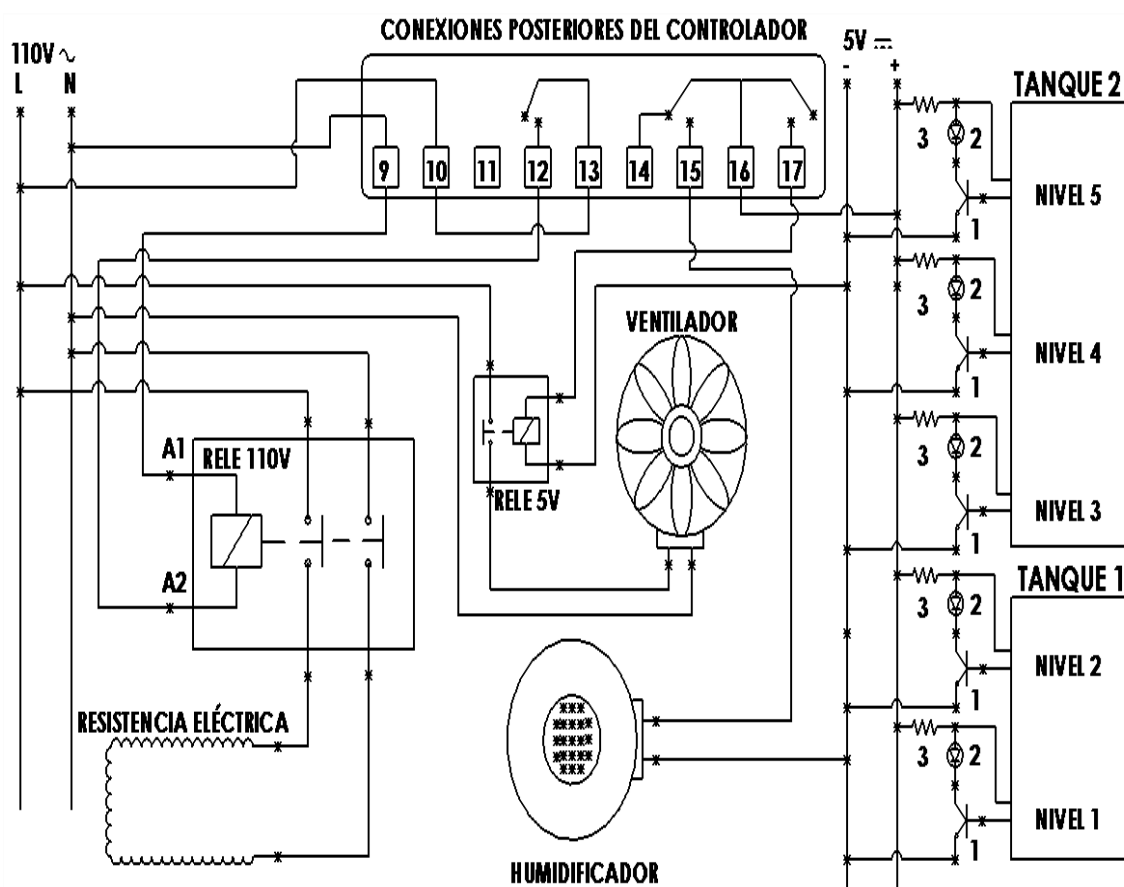 CONEXIONES POSTERIORES DEL CONTROLADOR
110V ~
L N
5V
- +
9 10 11 12 13 14 15 16 17
TANQUE 2
3 2
NIVEL 5
1
3 2
NIVEL 4
1
3 2
NIVEL 3
1
TANQUE 1
3 2
NIVEL 2
1
3 2
NIVEL 1
1
VENTILADOR
RELE 5V
A1
RELE 110V
A2
RESISTENCIA ELÉCTRICA
HUMIDIFICADOR